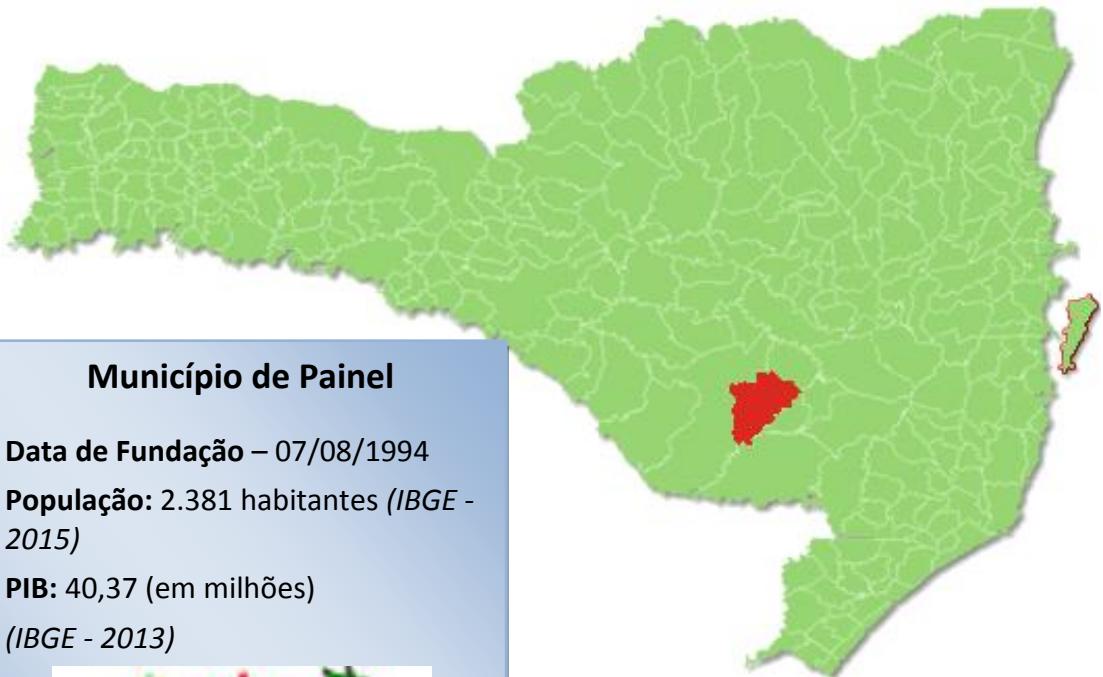 Município de Painel
Data de Fundação – 07/08/1994
População: 2.381 habitantes (IBGE -
2015)
PIB: 40,37 (em milhões)
(IBGE - 2013)